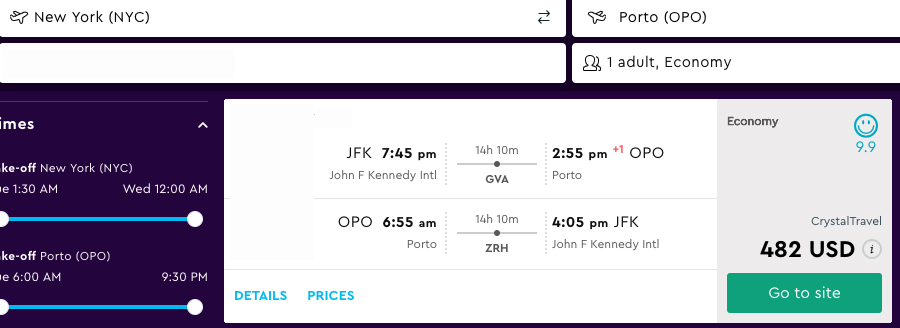 New York (NYC)
Porto (OPO)
1 adult, Economy
imes
ke-off New York (NYC)
e 1:30 AM
Wed 12:00 AM
ke-off Porto (OPO)
e 6:00 AM
9:30 PM
JFK 7:45 pm
14h 10m
2:55 pm +1 OPO
John F Kennedy Intl
GVA
Porto
OPO 6:55 am
14h 10m
4:05 pm JFK
Porto
ZRH
John F Kennedy Intl
DETAILS
PRICES
Economy
9.9
CrystalTravel
482 USD i
Go to site